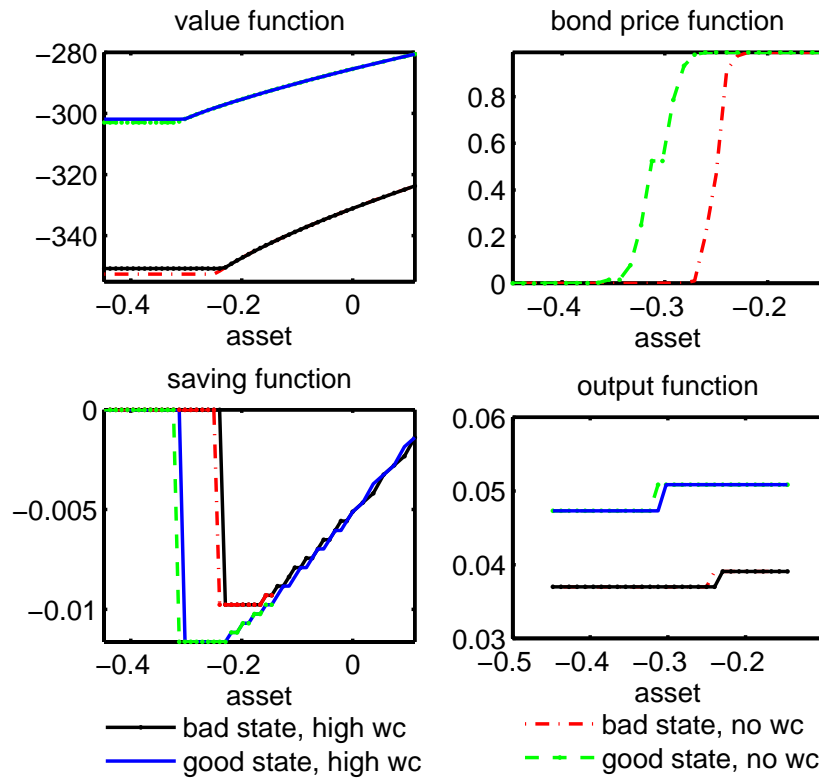 value function
−280
−300
−320
−340
−0.4
−0.2
0
asset
bond price function
0.8
0.6
0.4
0.2
0
−0.4
−0.3
−0.2
asset
saving function
0
−0.005
−0.01
−0.4
−0.2
0
asset
output function
0.06
0.05
0.04
0.03
−0.5
−0.4
−0.3
−0.2
asset
bad state, high wc
good state, high wc
bad state, no wc
good state, no wc